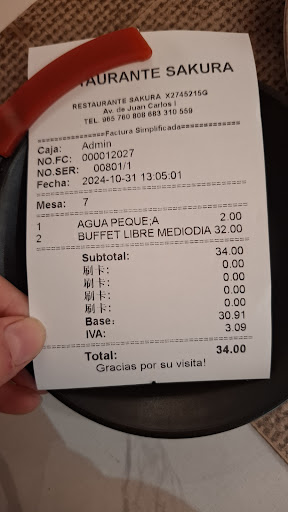 TAURANTE SAKURA
RESTAURANTE SAKURA X2745215G
Av. de Juan Carlos I
TEL. 965 760 808 683 310 559
Factura Simplificada
Caja: Admin
NO.FC: 000012027
NO.SER: 00801/1
Fecha: 2024-10-31 13:05:01
Mesa: 7
1 AGUA PEQUE;A 2.00
2 BUFFET LIBRE MEDIODIA 32.00
Subtotal: 34.00
刷卡: 0.00
刷卡: 0.00
刷卡: 0.00
刷卡: 0.00
Base: 30.91
IVA: 3.09
Total: 34.00
Gracias por su visita!